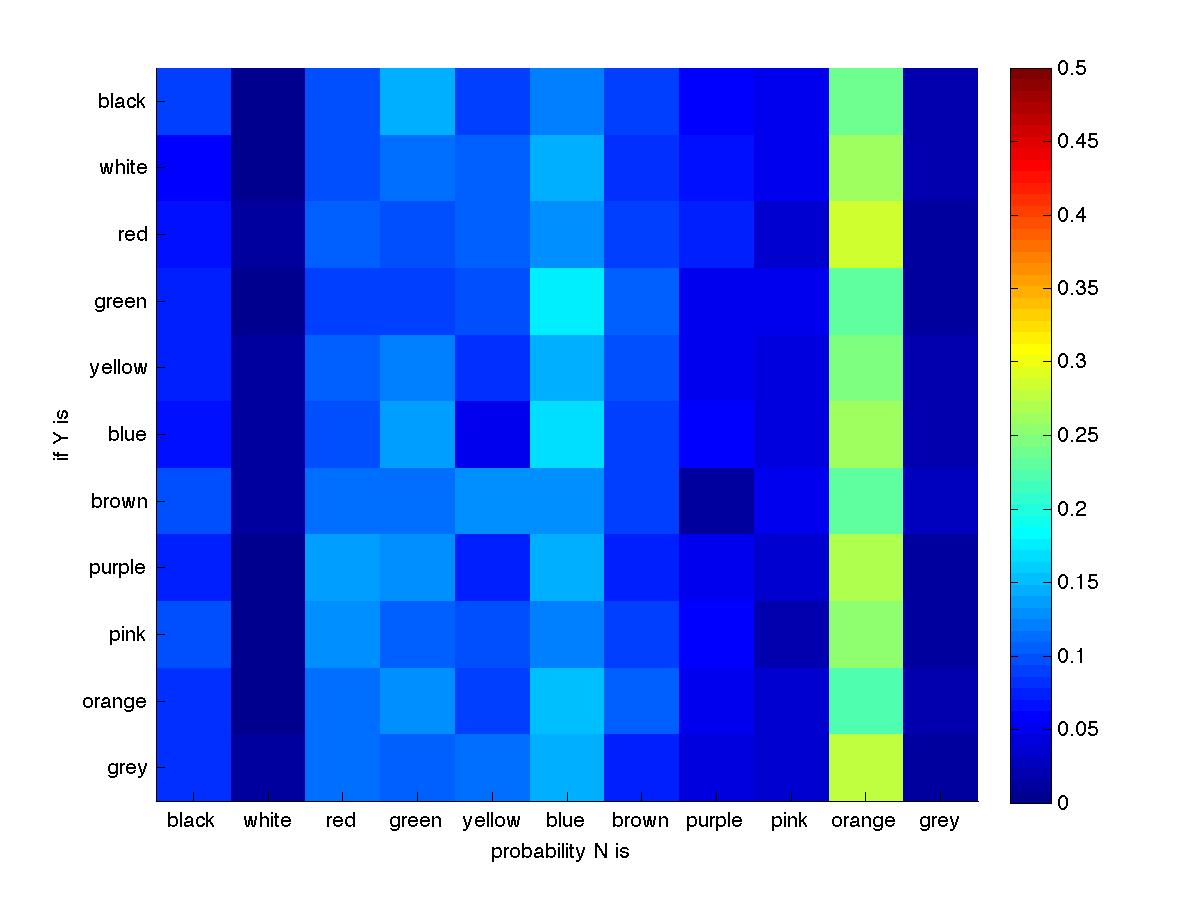 if Y is
black
white
red
green
yellow
blue
brown
purple
pink
orange
grey
black white red green yellow blue brown purple pink orange grey
probability N is
0.5
0.45
0.4
0.35
0.3
0.25
0.2
0.15
0.1
0.05
0